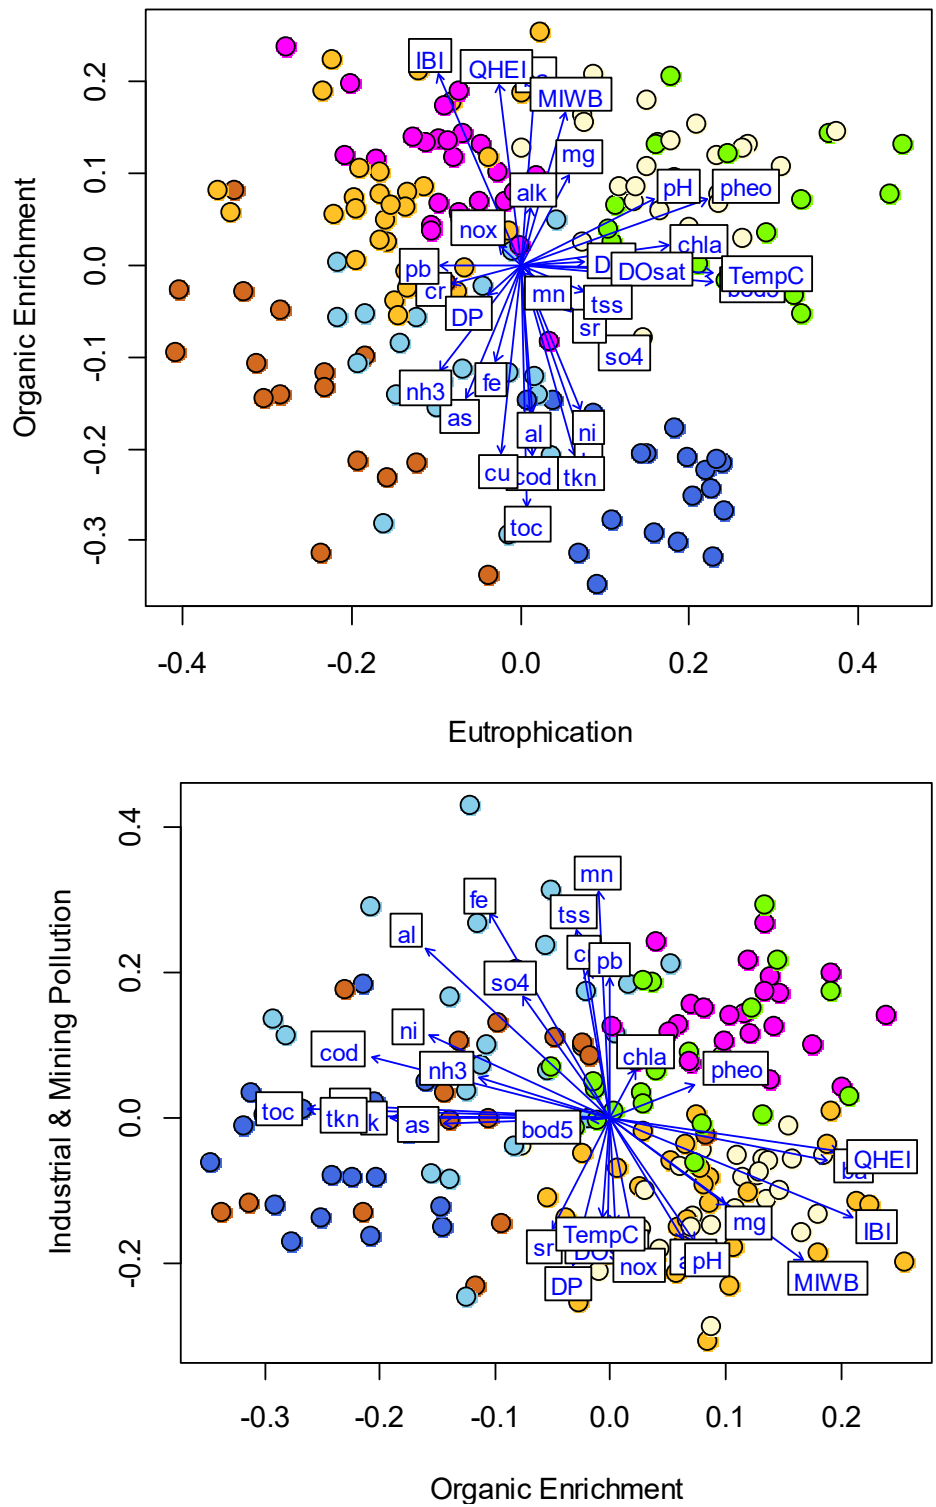 0.2
0.1
0.0
-0.1
-0.2
-0.3
Organic Enrichment
IBI
QHEI
MIWB
mg
alk
pH
pheo
nox
chla
pb
DOsat
TempC
cr
mn
tss
DP
sr
so4
fe
nh3
as
al
ni
cu
cod
tkn
toc
-0.4
-0.2
0.0
0.2
0.4
Eutrophication
0.4
0.2
0.0
-0.2
Industrial & Mining Pollution
mn
fe
tss
al
pb
so4
ni
cod
chla
nh3
pheo
toc
tkn
as
bod5
QHEI
mg
IBI
sr
TempC
nox
pH
DP
MIWB
-0.3
-0.2
-0.1
0.0
0.1
0.2
Organic Enrichment